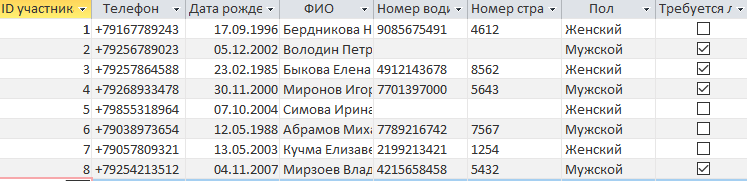 ID участник Телефон Дата рожде ФИО Номер води Номер стра Пол Требуется л
1 +79167789243 17.09.1996 Бердникова Н 9085675491 4612 Женский
2 +79256789023 05.12.2002 Володин Петр Мужской
3 +79257864588 23.02.1985 Быкова Елена 4912143678 8562 Женский
4 +79268933478 30.11.2000 Миронов Игор 7701397000 5643 Мужской
5 +79855318964 07.10.2004 Симова Ирина Женский
6 +79038973654 12.05.1988 Абрамов Миха 7789216742 7567 Мужской
7 +79057809321 13.05.2003 Кучма Елизаве 2199213421 1254 Женский
8 +79254213512 04.11.2007 Мирзоев Влад 4215658458 5432 Мужской